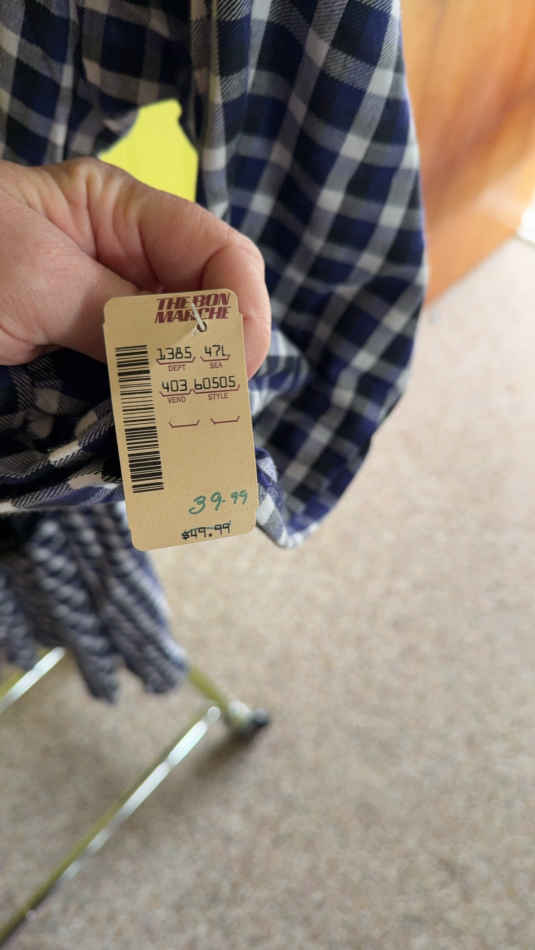 THE BON
MARCHE
1385 471
DEPT SEA
403 60505
VEND STYLE
39.99
$49.99